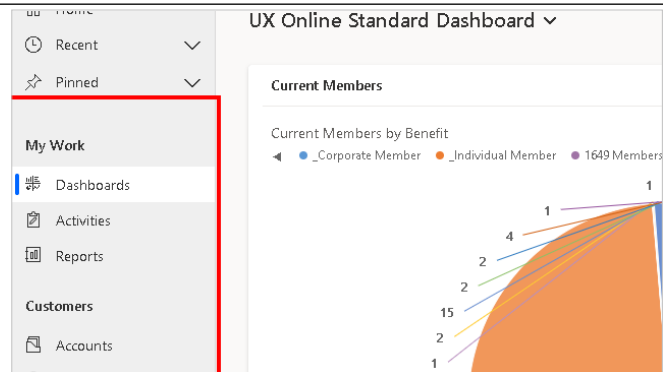 Home
UX Online Standard Dashboard
Recent
Pinned
Current Members
My Work
Current Members by Benefit
_Corporate Member _Individual Member 1649 Members
Dashboards
Activities
Reports
Customers
Accounts
1
1
4
2
2
15
2
1